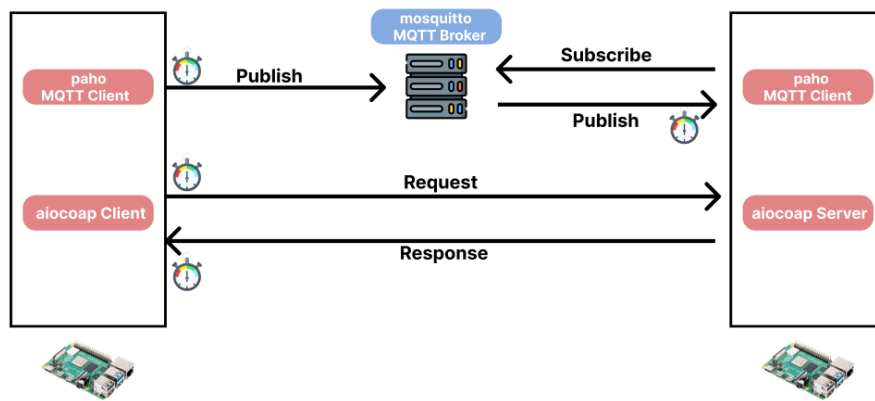 mosquitto
MQTT Broker
paho
MQTT Client
Publish
Subscribe
Publish
paho
MQTT Client
aiocoap Client
Request
Response
aiocoap Server